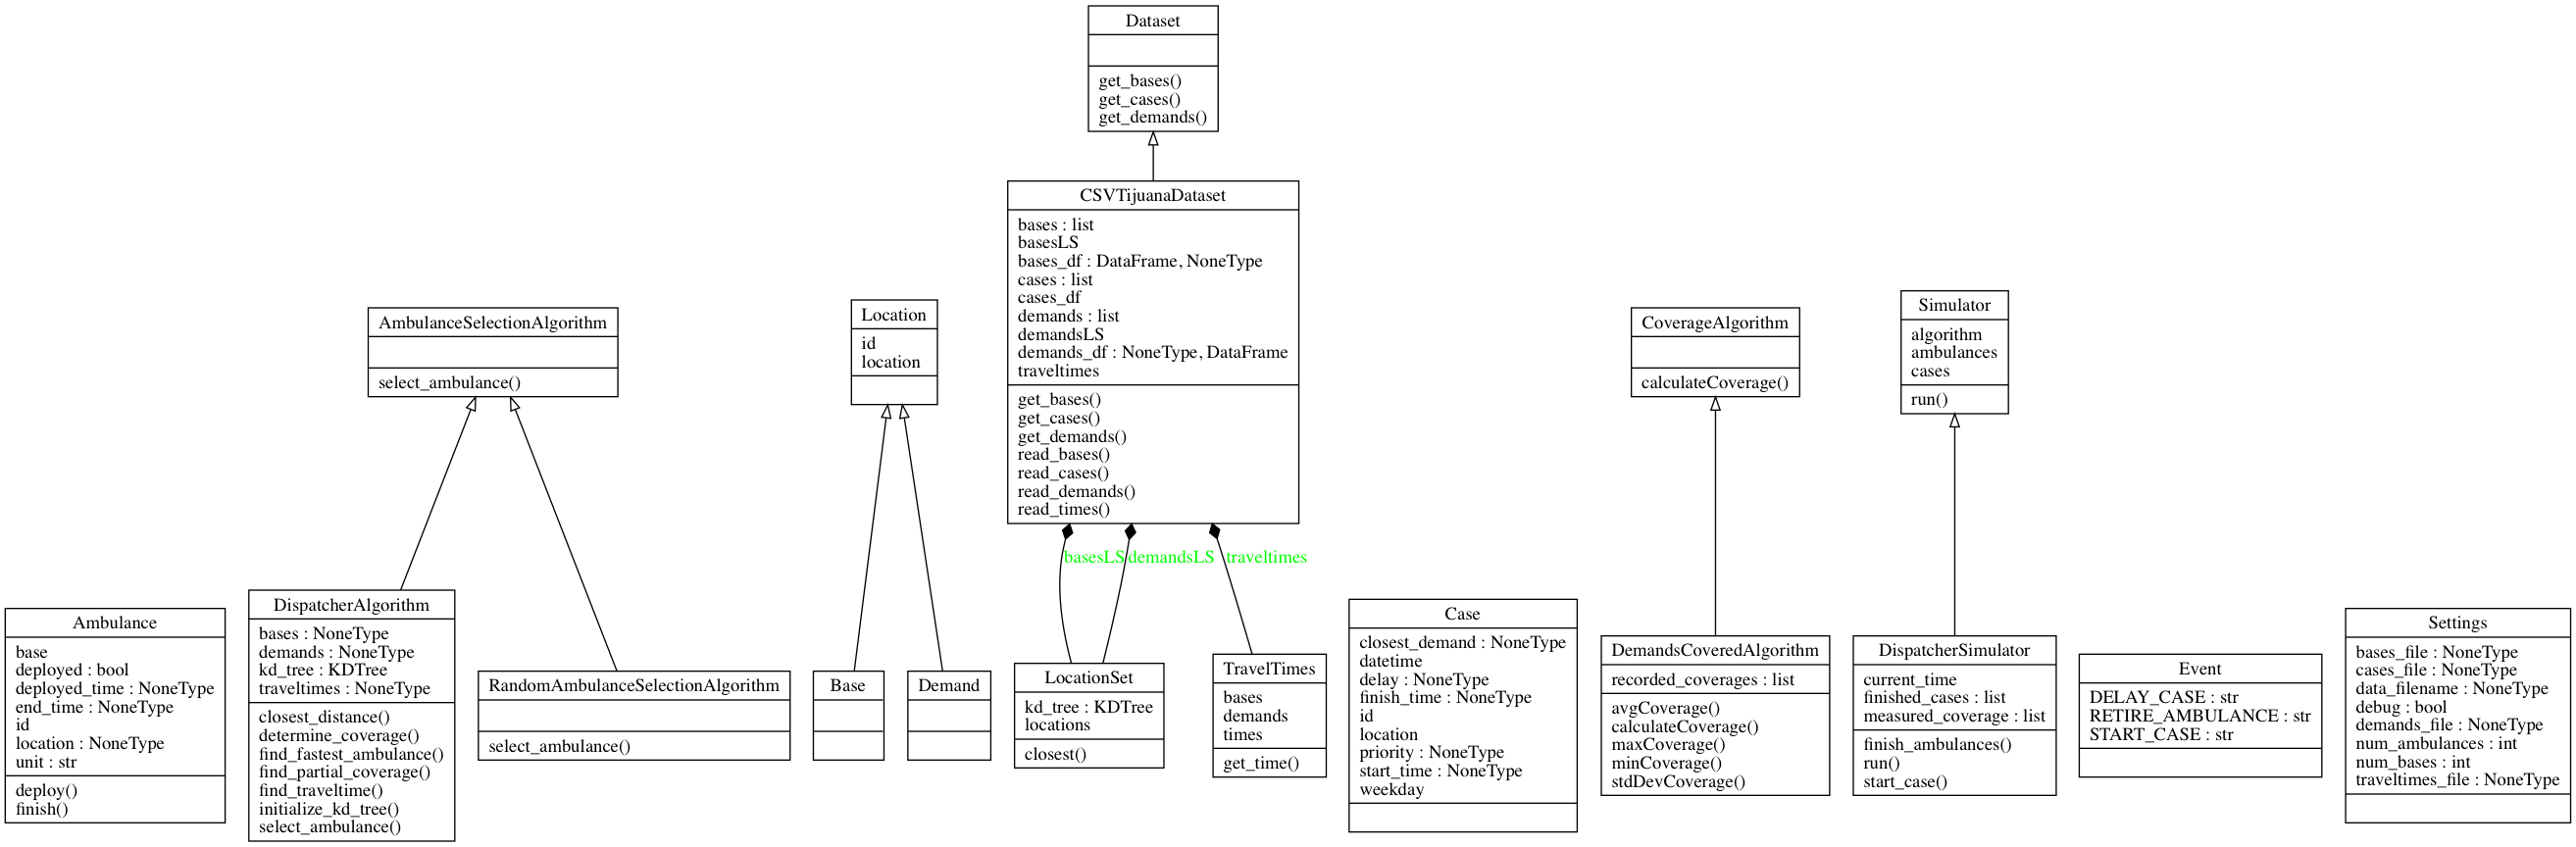 Dataset
get_bases()
get_cases()
get_demands()
CSVTijuanaDataset
bases : list
basesLS
bases_df : DataFrame, NoneType
cases : list
cases_df
demands : list
demandsLS
demands_df : NoneType, DataFrame
traveltimes
get_bases()
get_cases()
get_demands()
read_bases()
read_cases()
read_demands()
read_times()
AmbulanceSelectionAlgorithm
select_ambulance()
Location
id
location
CoverageAlgorithm
calculateCoverage()
Simulator
algorithm
ambulances
cases
run()
basesLS
demandsLS
traveltimes
Ambulance
base
deployed : bool
deployed_time : NoneType
end_time : NoneType
id
location : NoneType
unit : str
deploy()
finish()
DispatcherAlgorithm
bases : NoneType
demands : NoneType
kd_tree : KDTree
traveltimes : NoneType
closest_distance()
determine_coverage()
find_fastest_ambulance()
find_partial_coverage()
find_traveltime()
initialize_kd_tree()
select_ambulance()
RandomAmbulanceSelectionAlgorithm
select_ambulance()
Base
Demand
LocationSet
kd_tree : KDTree
locations
closest()
TravelTimes
bases
demands
times
get_time()
Case
closest_demand : NoneType
datetime
delay : NoneType
finish_time : NoneType
id
location
priority : NoneType
start_time : NoneType
weekday
DemandsCoveredAlgorithm
recorded_coverages : list
avgCoverage()
calculateCoverage()
maxCoverage()
minCoverage()
stdDevCoverage()
DispatcherSimulator
current_time
finished_cases : list
measured_coverage : list
finish_ambulances()
run()
start_case()
Event
DELAY_CASE : str
RETIRE_AMBULANCE : str
START_CASE : str
Settings
bases_file : NoneType
cases_file : NoneType
data_filename : NoneType
debug : bool
demands_file : NoneType
num_ambulances : int
num_bases : int
traveltimes_file : NoneType